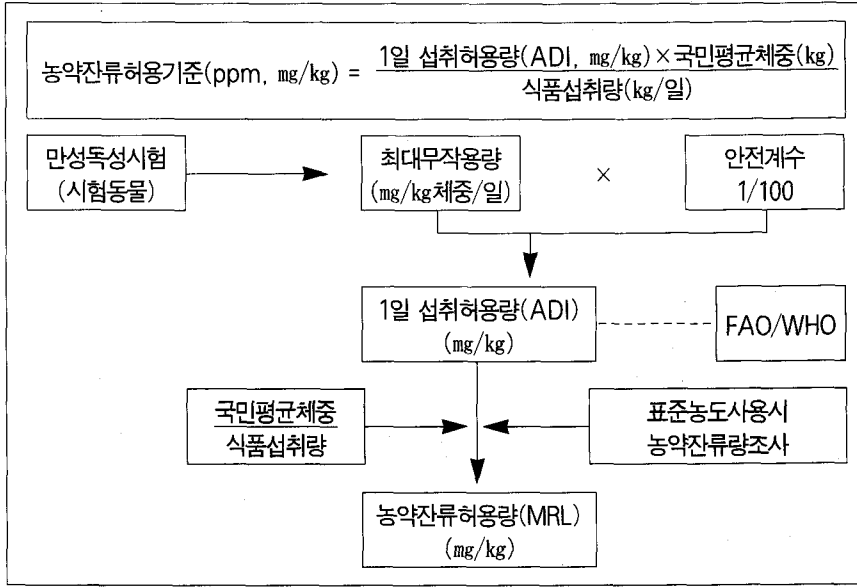 농약잔류허용기준(ppm, mg/kg) = 1일 섭취허용량(ADI, mg/kg)×국민평균체중(kg)
식품섭취량(kg/일)
만성독성시험
(시험동물)
최대무작용량
(mg/kg체중/일)
×
안전계수
1/100
1일 섭취허용량(ADI)
(mg/kg)
FAO/WHO
국민평균체중
식품섭취량
표준농도사용시
농약잔류량조사
농약잔류허용량(MRL)
(mg/kg)